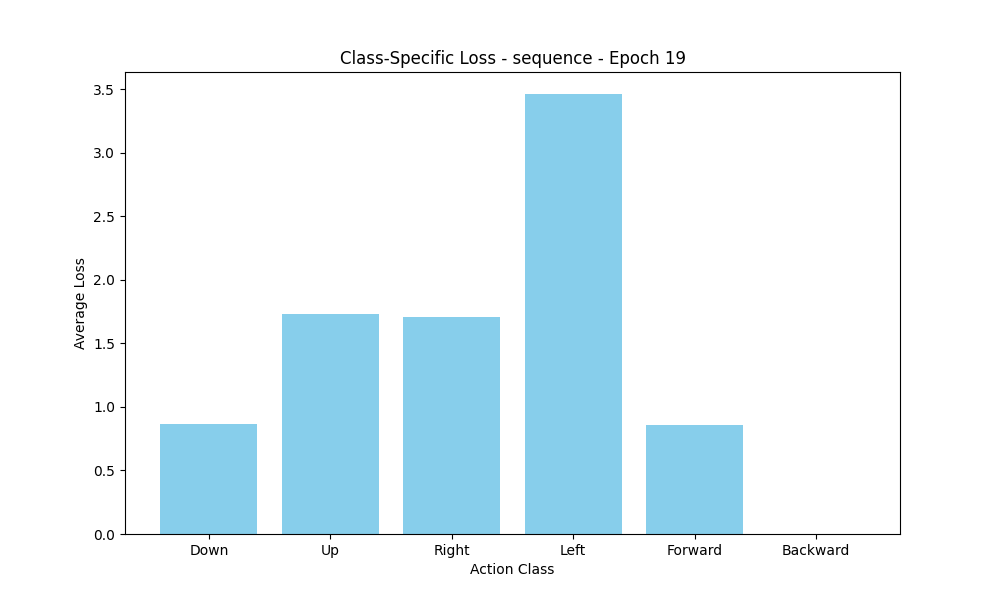 Class-Specific Loss - sequence - Epoch 19
3.5
3.0
2.5
2.0
1.5
1.0
0.5
0.0
Average Loss
Down Up Right Left Forward Backward
Action Class